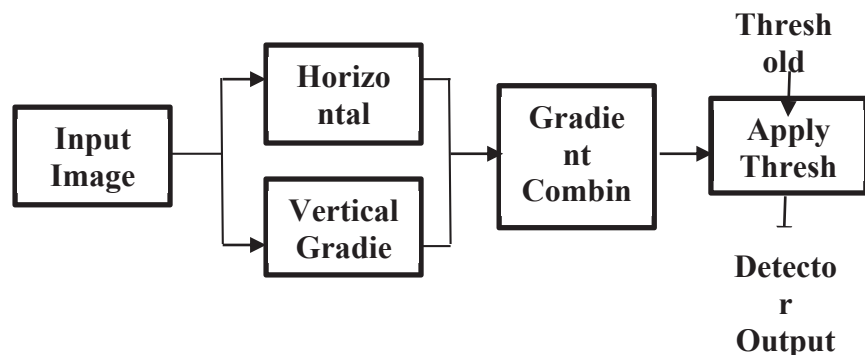 Input
Image
Horizo
ntal
Vertical
Gradie
Gradie
nt
Combin
Thresh
old
Apply
Thresh
Detecto
r
Output